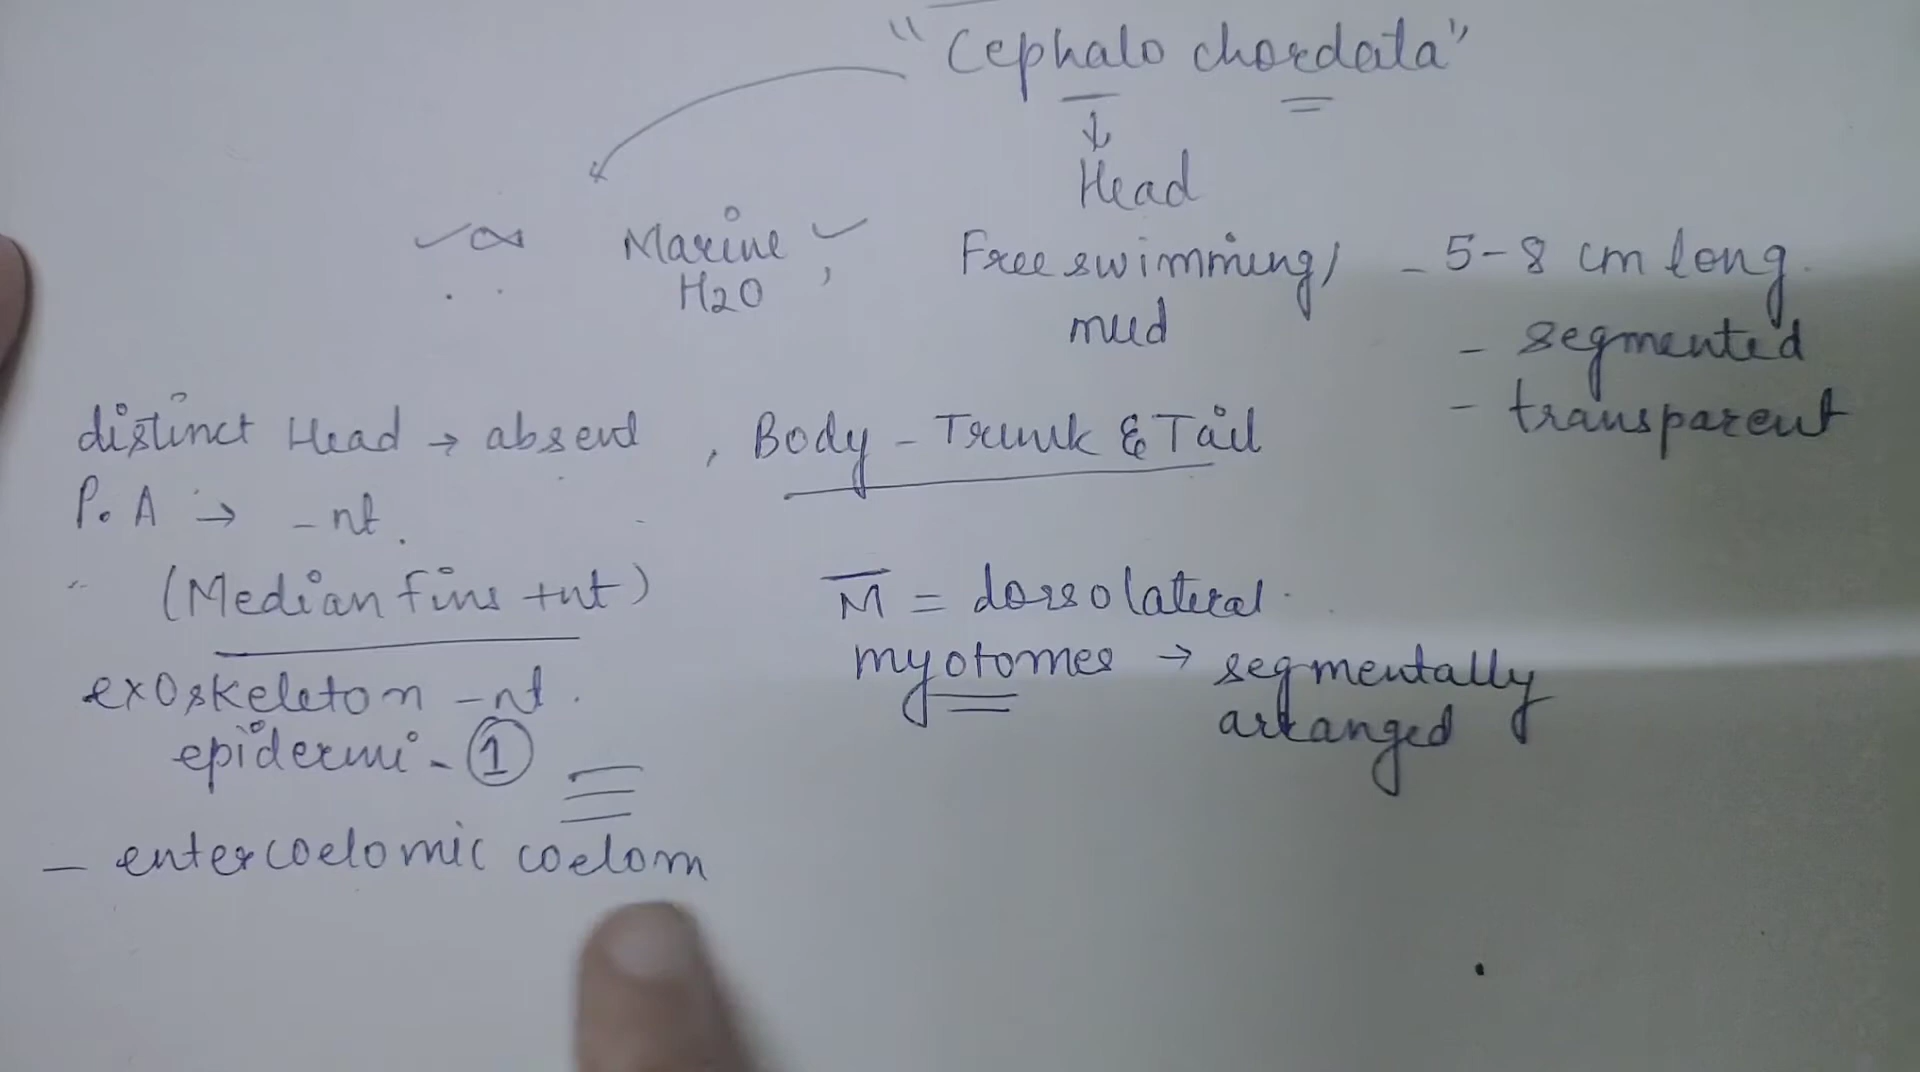 "Cephalo chordata"
Head
Marine
H2O ,
Free swimming/
mud
- 5-8 cm long.
- segmented
- transparent
distinct Head → absent , Body - Trunk & Tail
P.A → -nt.
(Median fins +nt)
M = dorsolateral
myotomes → segmentally
arranged
exoskeleton -nt.
epidermi - 1
- entercoelomic coelom